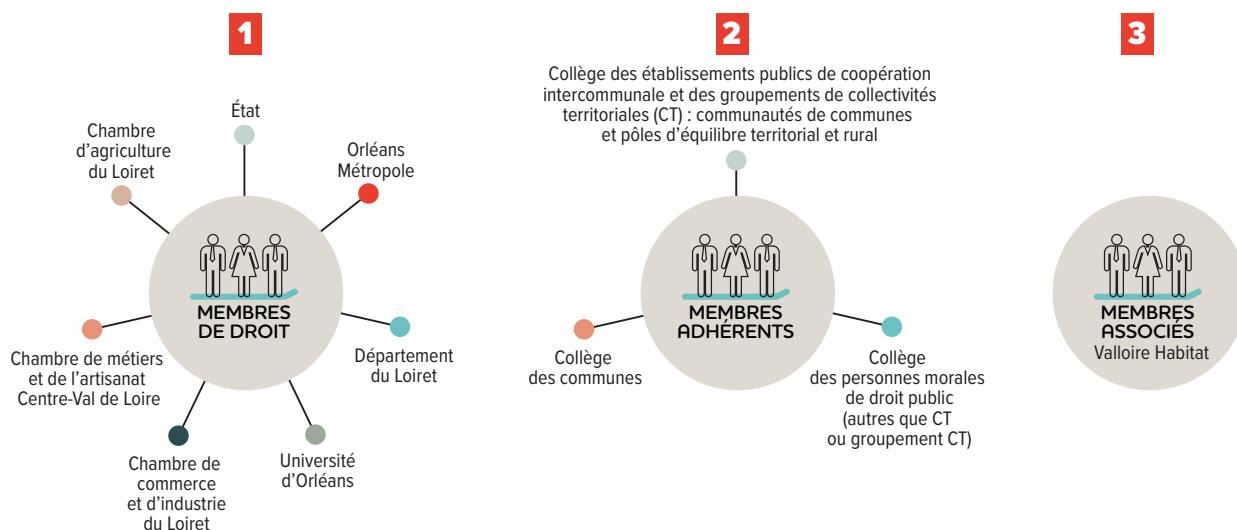 1
État
Chambre
d'agriculture
du Loiret
Orléans
Métropole
MEMBRES
DE DROIT
Chambre de métiers
et de l'artisanat
Centre-Val de Loire
Département
du Loiret
Chambre de
commerce
et d'industrie
du Loiret
Université
d'Orléans
2
Collège des établissements publics de coopération
intercommunale et des groupements de collectivités
territoriales (CT) : communautés de communes
et pôles d'équilibre territorial et rural
MEMBRES
ADHÉRENTS
Collège
des communes
Collège
des personnes morales
de droit public
(autres que CT
ou groupement CT)
3
MEMBRES
ASSOCIÉS
Valloire Habitat